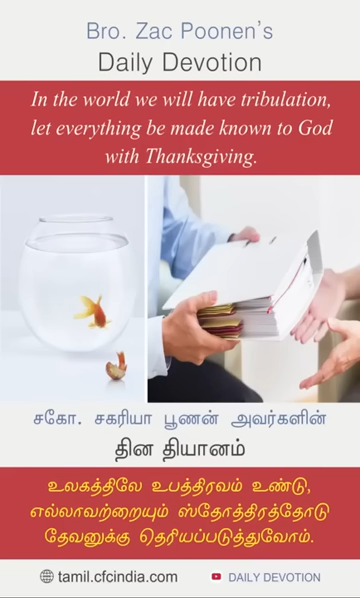 Bro. Zac Poonen's
Daily Devotion
In the world we will have tribulation,
let everything be made known to God
with Thanksgiving.
சகோ. சகரியா பூணன் அவர்களின்
தின தியானம்
உலகத்திலே உபத்திரவம் உண்டு,
எல்லாவற்றையும் ஸ்தோத்திரத்தோடு
தேவனுக்கு தெரியப்படுத்துவோம்.
tamil.cfcindia.com
DAILY DEVOTION